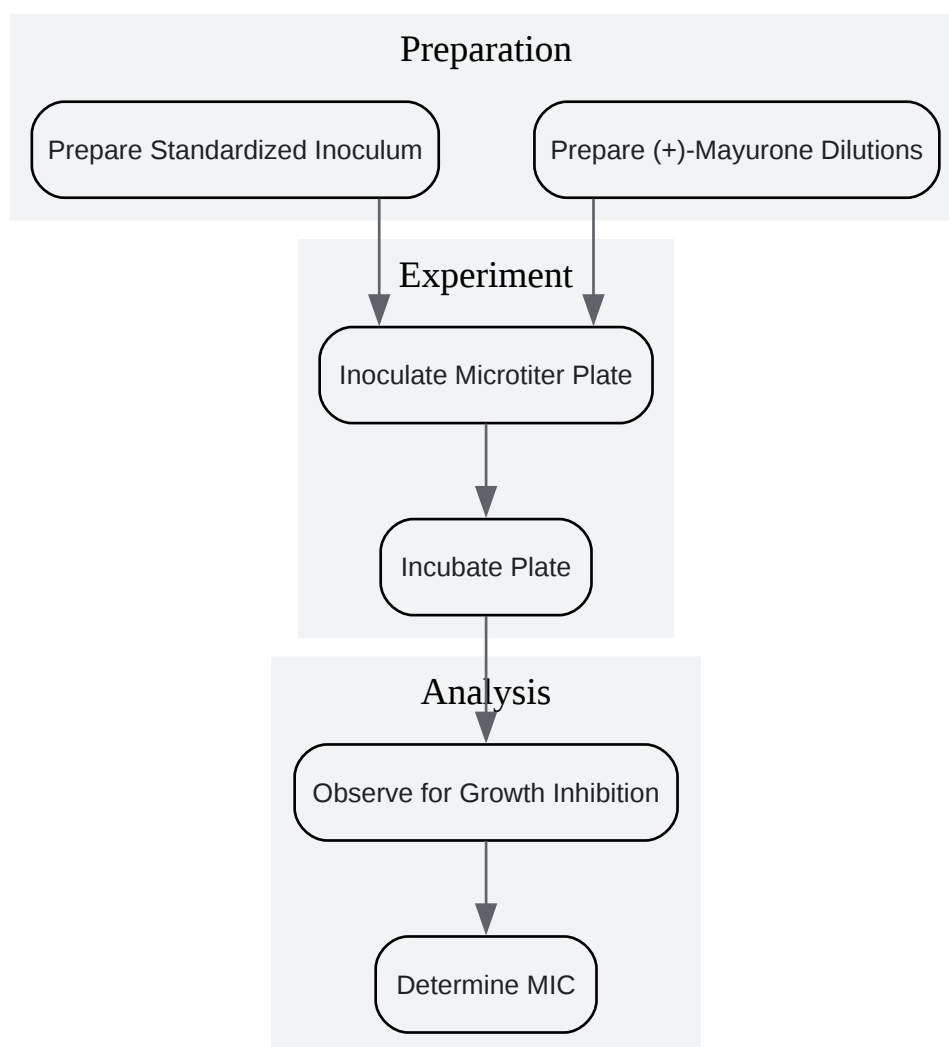 Preparation
Prepare Standardized Inoculum
Prepare (+)-Mayurone Dilutions
Experiment
Inoculate Microtiter Plate
Incubate Plate
Analysis
Observe for Growth Inhibition
Determine MIC